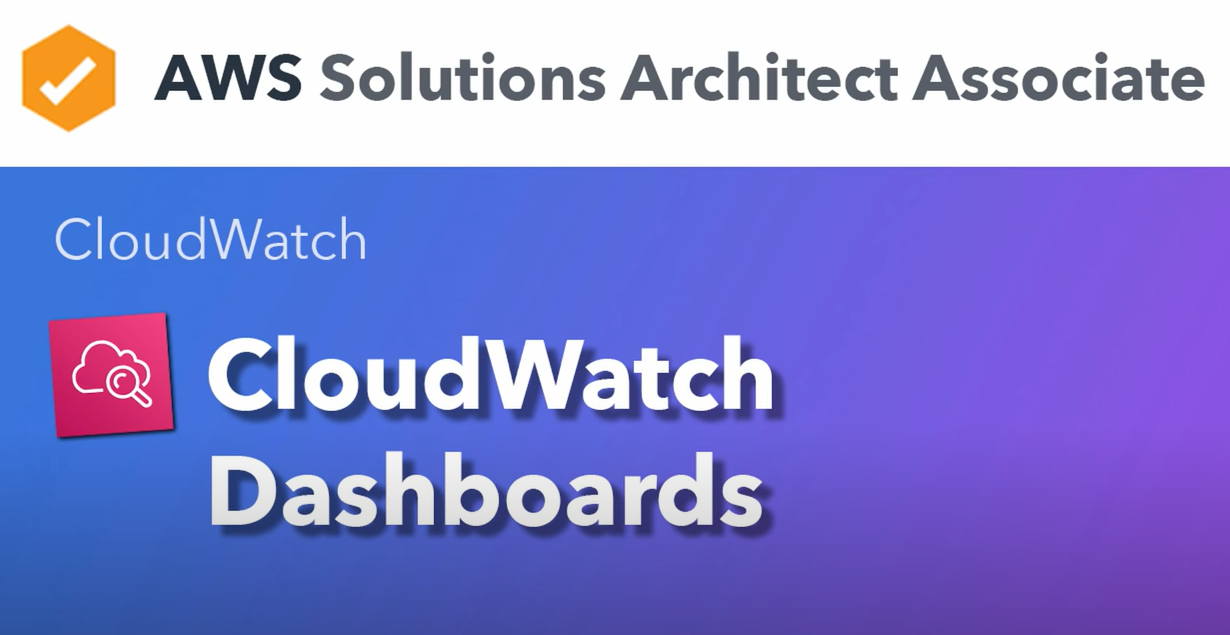 AWS Solutions Architect Associate
CloudWatch
CloudWatch
Dashboards